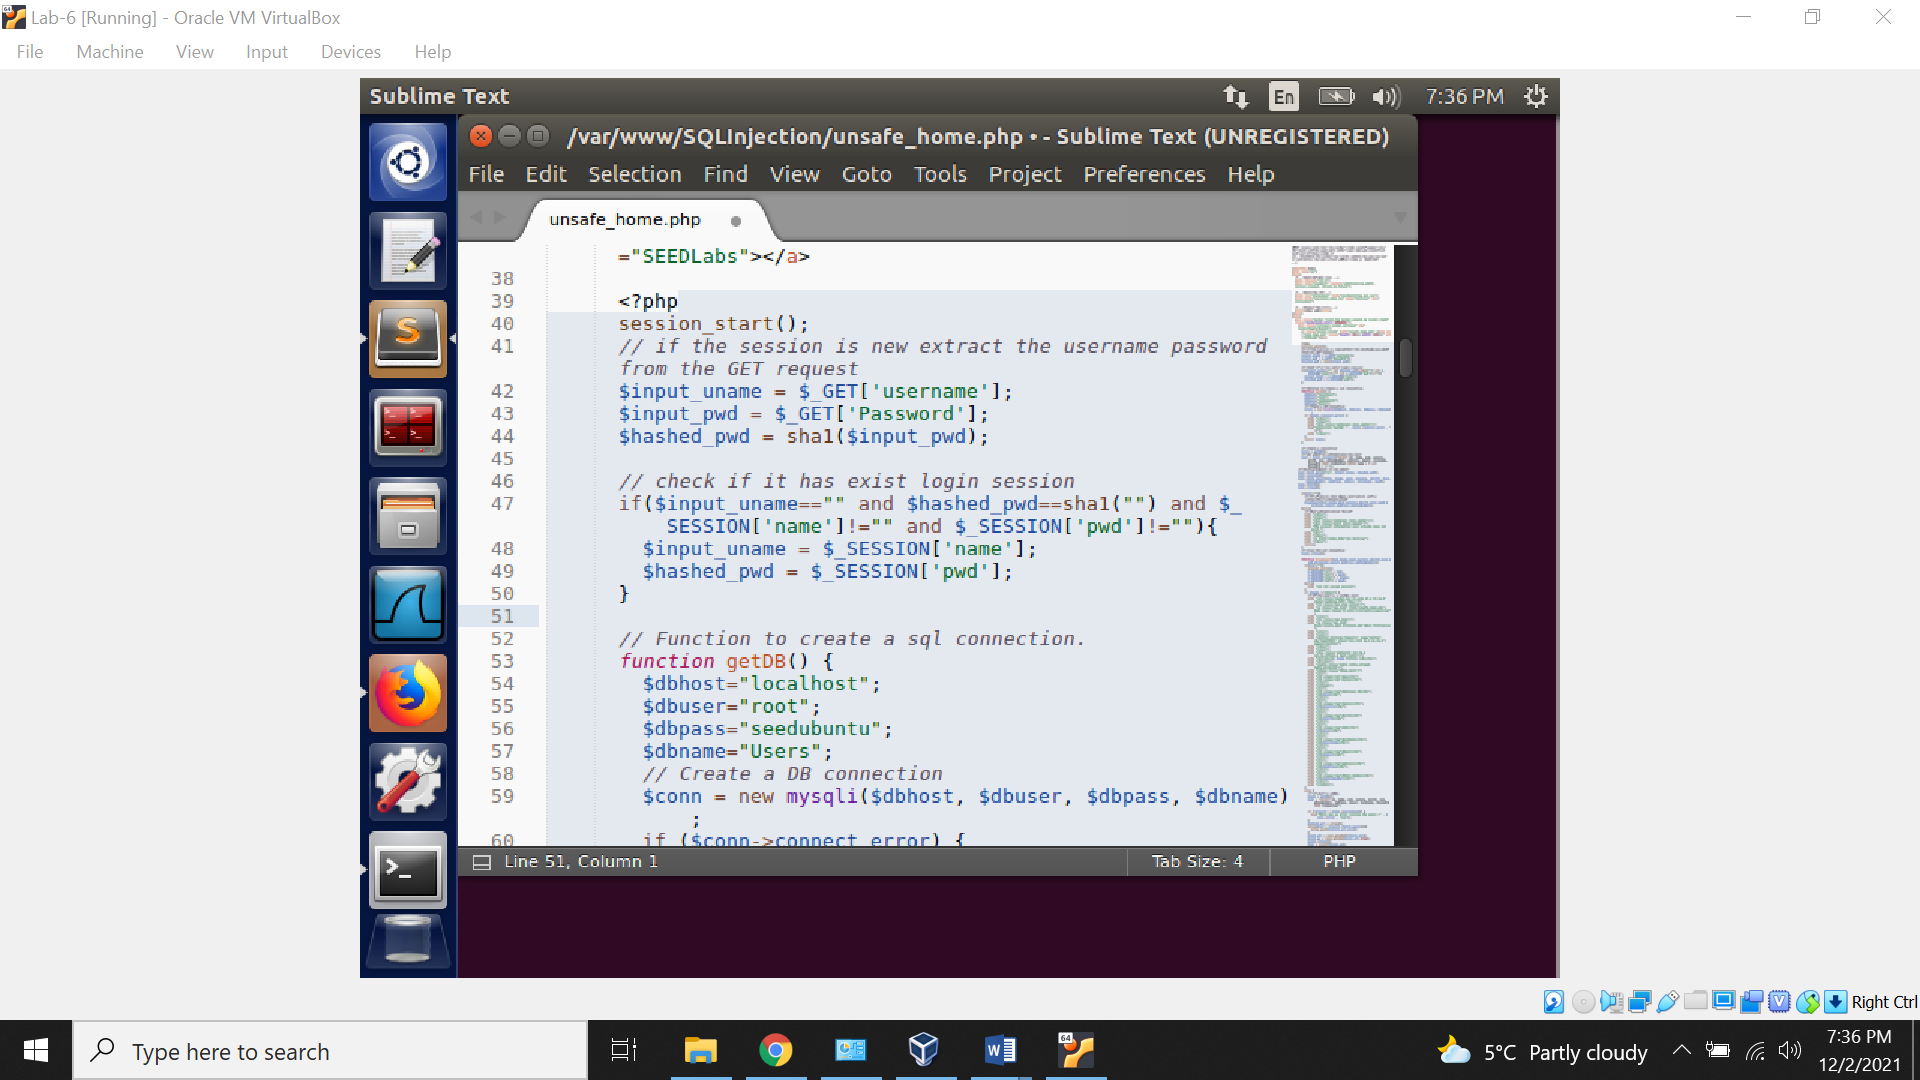 Lab-6 [Running] - Oracle VM VirtualBox
File Machine View Input Devices Help
Sublime Text En 7:36 PM
/var/www/SQLInjection/unsafe_home.php • - Sublime Text (UNREGISTERED)
File Edit Selection Find View Goto Tools Project Preferences Help
unsafe_home.php
="SEEDLabs"></a>
38
39 <?php
40 session_start();
41 // if the session is new extract the username password
from the GET request
42 $input_uname = $_GET['username'];
43 $input_pwd = $_GET['Password'];
44 $hashed_pwd = sha1($input_pwd);
45
46 // check if it has exist login session
47 if($input_uname=="" and $hashed_pwd==sha1("") and $_
SESSION['name']!="" and $_SESSION['pwd']!=""){
48 $input_uname = $_SESSION['name'];
49 $hashed_pwd = $_SESSION['pwd'];
50 }
51
52 // Function to create a sql connection.
53 function getDB() {
54 $dbhost="localhost";
55 $dbuser="root";
56 $dbpass="seedubuntu";
57 $dbname="Users";
58 // Create a DB connection
59 $conn = new mysqli($dbhost, $dbuser, $dbpass, $dbname)
;
60 if ($conn->connect_error) {
Line 51, Column 1 Tab Size: 4 PHP
Right Ctrl
Type here to search
64
5°C Partly cloudy
7:36 PM
12/2/2021